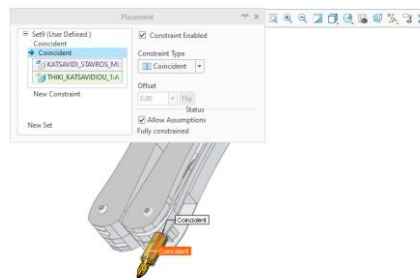 Placement
Set9 (User Defined )
Coincident
Coincident
KATSAVIDI_STAVROS_M(
THIKI_KATSAVIDIOU_1:A
New Constraint
New Set
Constraint Enabled
Constraint Type
Coincident
Offset
0.00
Flip
Status
Allow Assumptions
Fully constrained
Coincident
Coincident